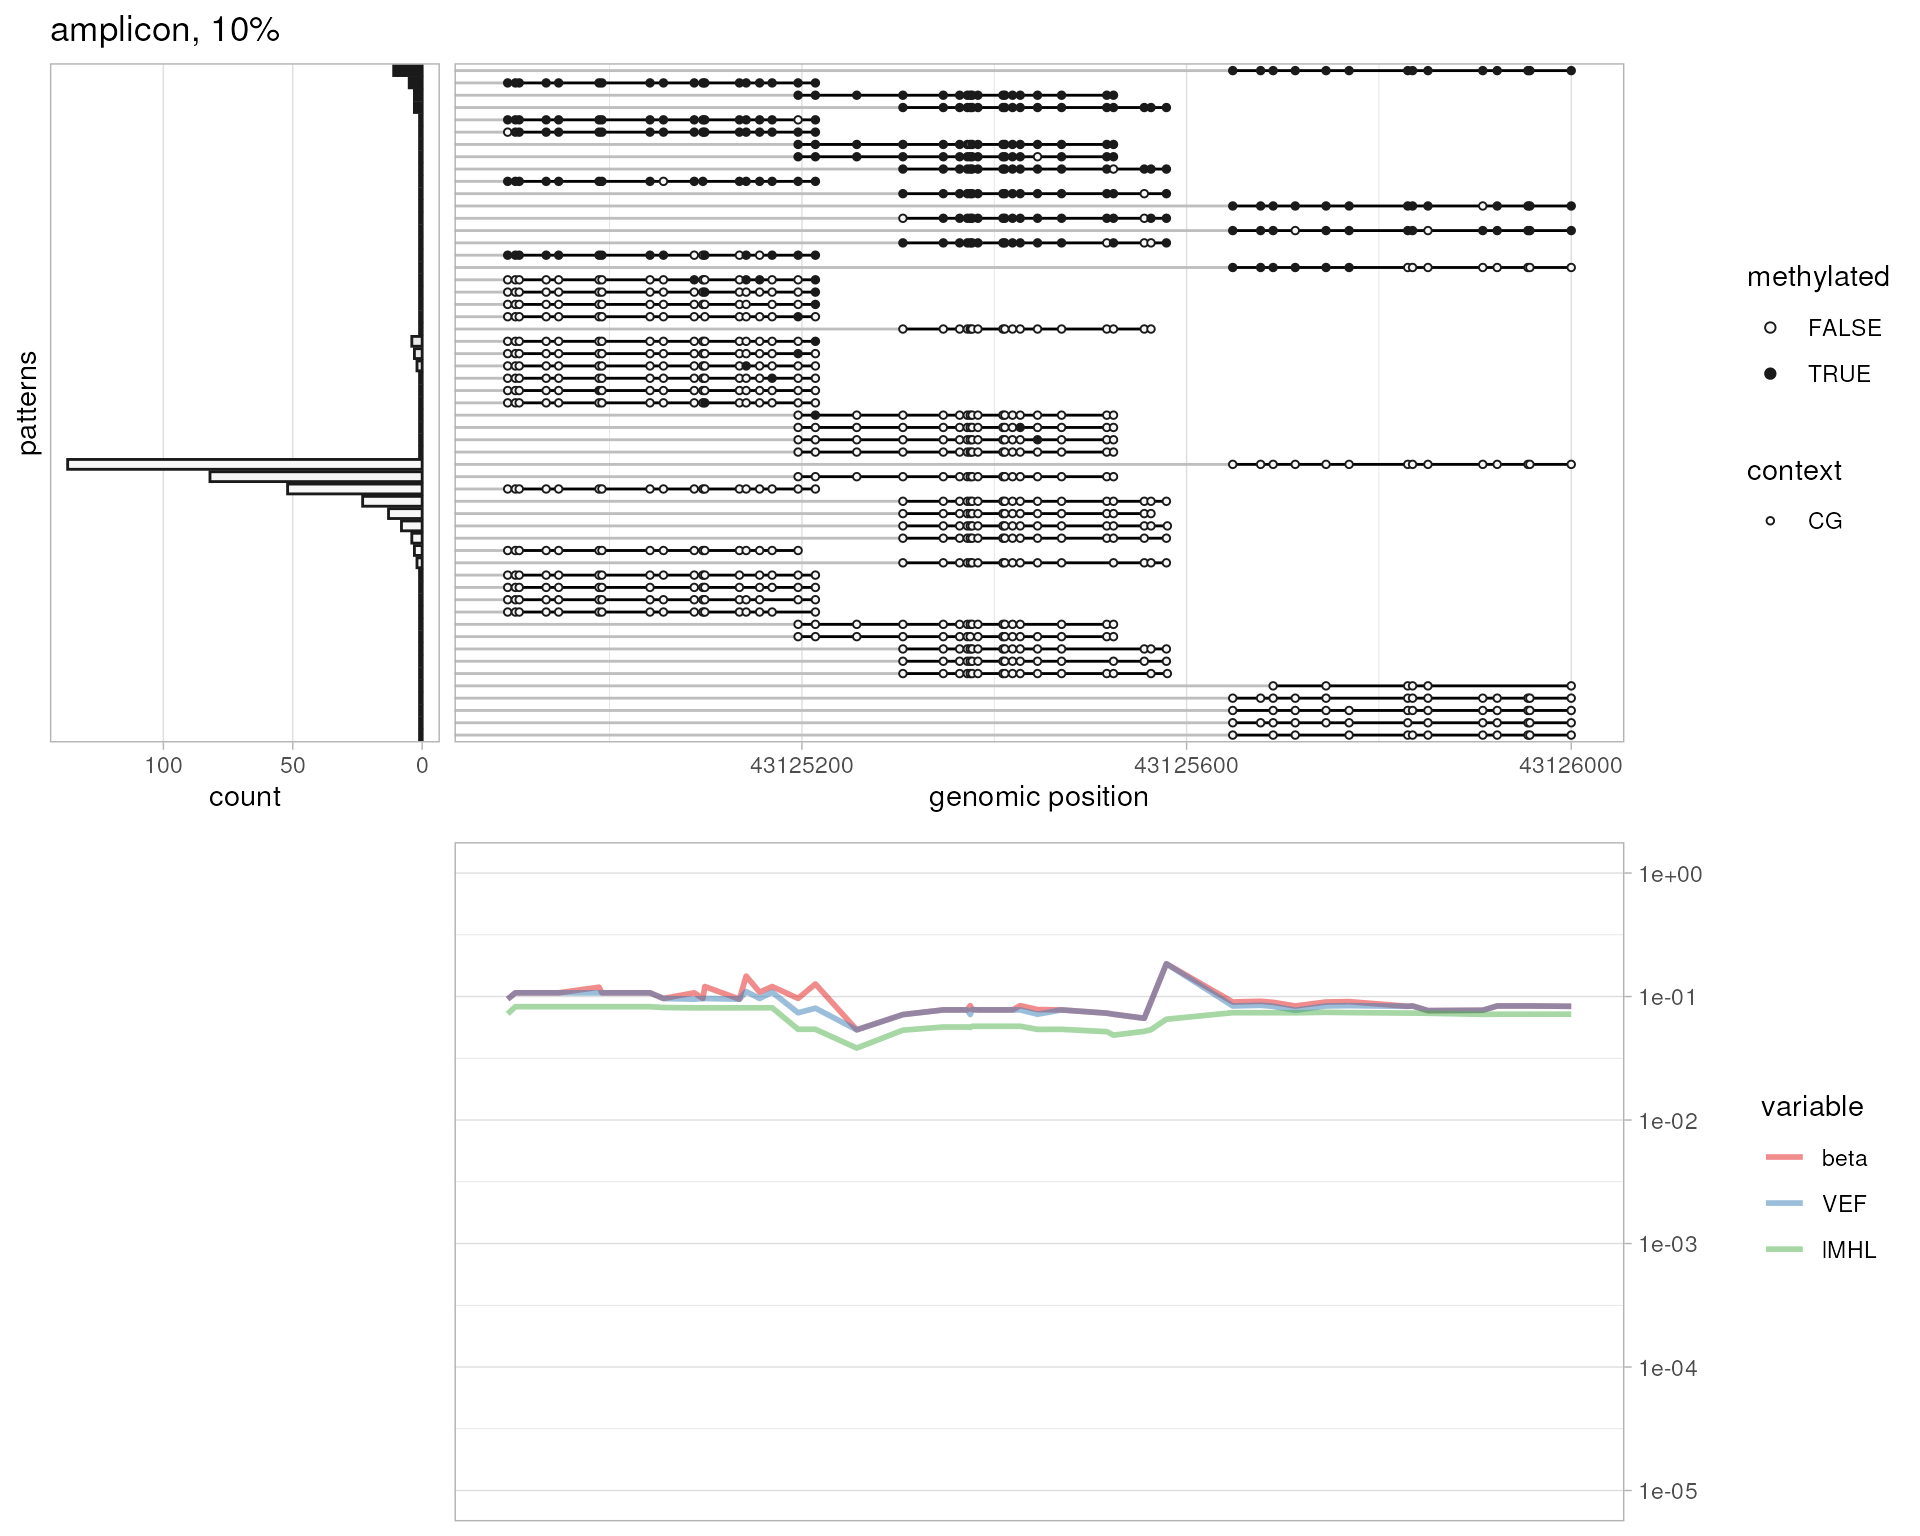 amplicon, 10%
patterns
100
50
0
count
43125200
43125600
43126000
genomic position
methylated
FALSE
TRUE
context
CG
1e+00
1e-01
1e-02
1e-03
1e-04
1e-05
variable
beta
VEF
lMHL